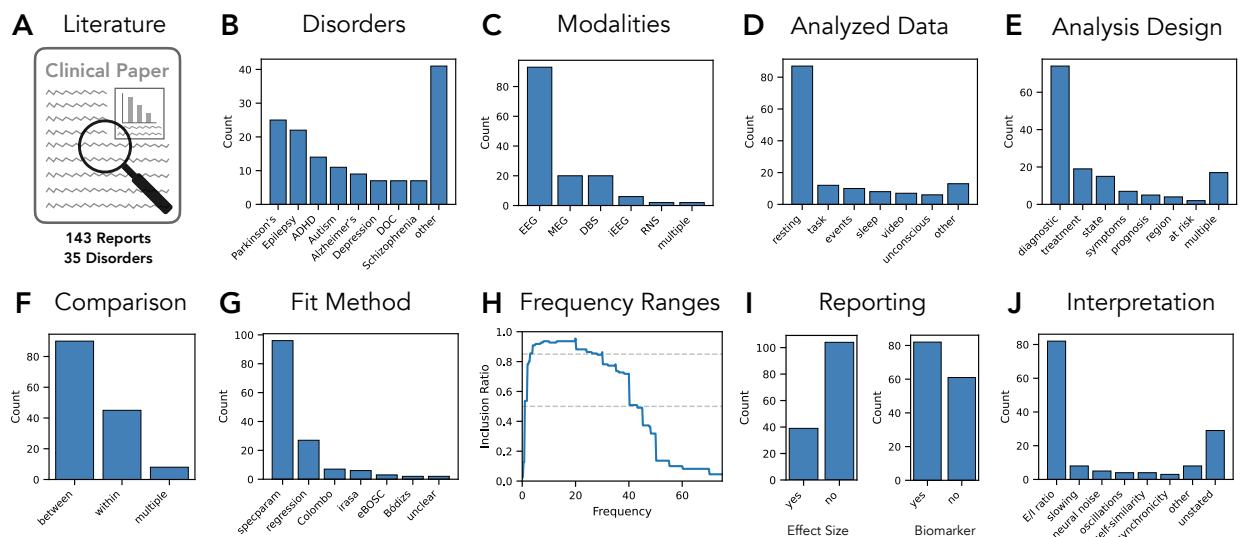 A Literature
Clinical Paper
143 Reports
35 Disorders
B Disorders
Count
40
30
20
10
0
Parkinson's
Epilepsy
ADHD
Autism
Alzheimer's
Depression
DOC
Schizophrenia
other
C Modalities
Count
80
60
40
20
0
EEG
MEG
DBS
iEEG
RNS
multiple
D Analyzed Data
Count
80
60
40
20
0
resting
task
events
sleep
video
unconscious
other
E Analysis Design
Count
60
40
20
0
diagnostic
treatment
state
symptoms
prognosis
region
at risk
multiple
F Comparison
Count
80
60
40
20
0
between
within
multiple
G Fit Method
Count
100
80
60
40
20
0
specparam
regression
Colombo
Irasa
eBOSC
Bódizs
unclear
H Frequency Ranges
Inclusion Ratio
1.0
0.8
0.6
0.4
0.2
0.0
0 20 40 60
Frequency
I Reporting
Count
100
80
60
40
20
0
yes
no
Effect Size
Count
80
60
40
20
0
yes
no
Biomarker
J Interpretation
Count
80
60
40
20
0
E/I ratio
slowing
neural noise
oscillations
self-similarity
synchronicity
other
unstated